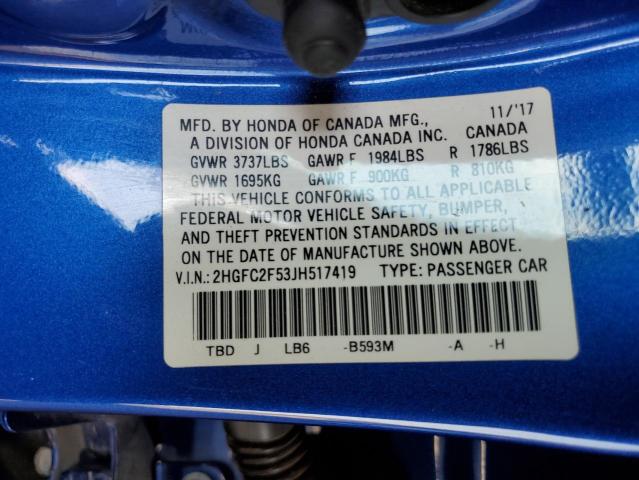 MFD. BY HONDA OF CANADA MFG., 11/'17
A DIVISION OF HONDA CANADA INC. CANADA
GVWR 3737LBS GAWR F 1984LBS R 1786LBS
GVWR 1695KG GAWR F 900KG R 810KG
THIS VEHICLE CONFORMS TO ALL APPLICABLE
FEDERAL MOTOR VEHICLE SAFETY, BUMPER,
AND THEFT PREVENTION STANDARDS IN EFFECT
ON THE DATE OF MANUFACTURE SHOWN ABOVE.
V.I.N.: 2HGFC2F53JH517419 TYPE: PASSENGER CAR
TBD J LB6 -B593M -A -H